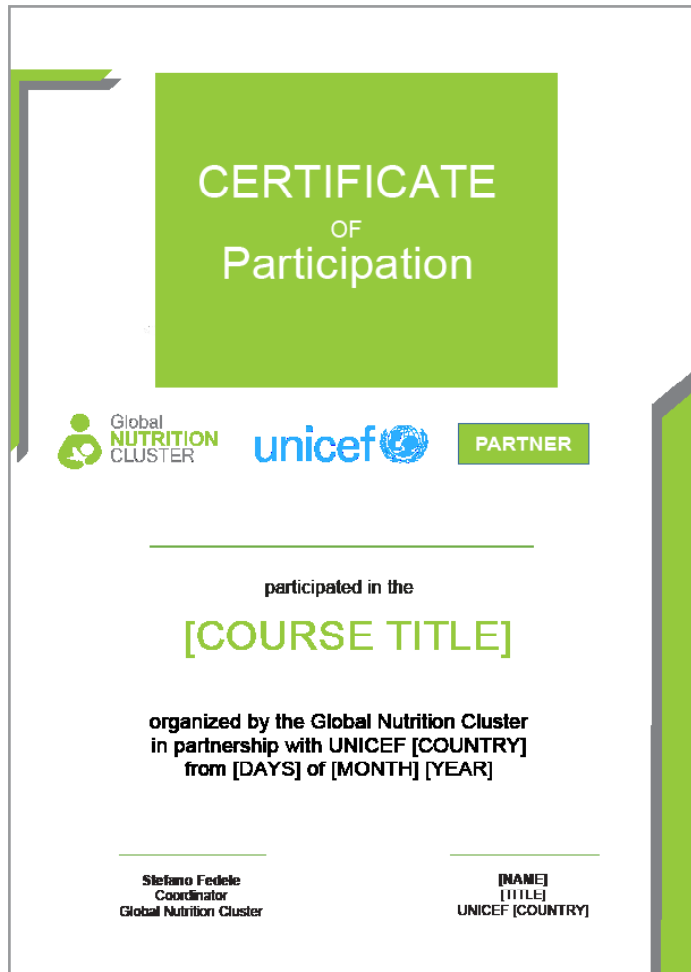 CERTIFICATE
OF
Participation
Global
NUTRITION
CLUSTER
unicef
PARTNER
participated in the
[COURSE TITLE]
organized by the Global Nutrition Cluster
in partnership with UNICEF [COUNTRY]
from [DAYS] of [MONTH] [YEAR]
Stefano Fedele
Coordinator
Global Nutrition Cluster
[NAME]
[TITLE]
UNICEF [COUNTRY]